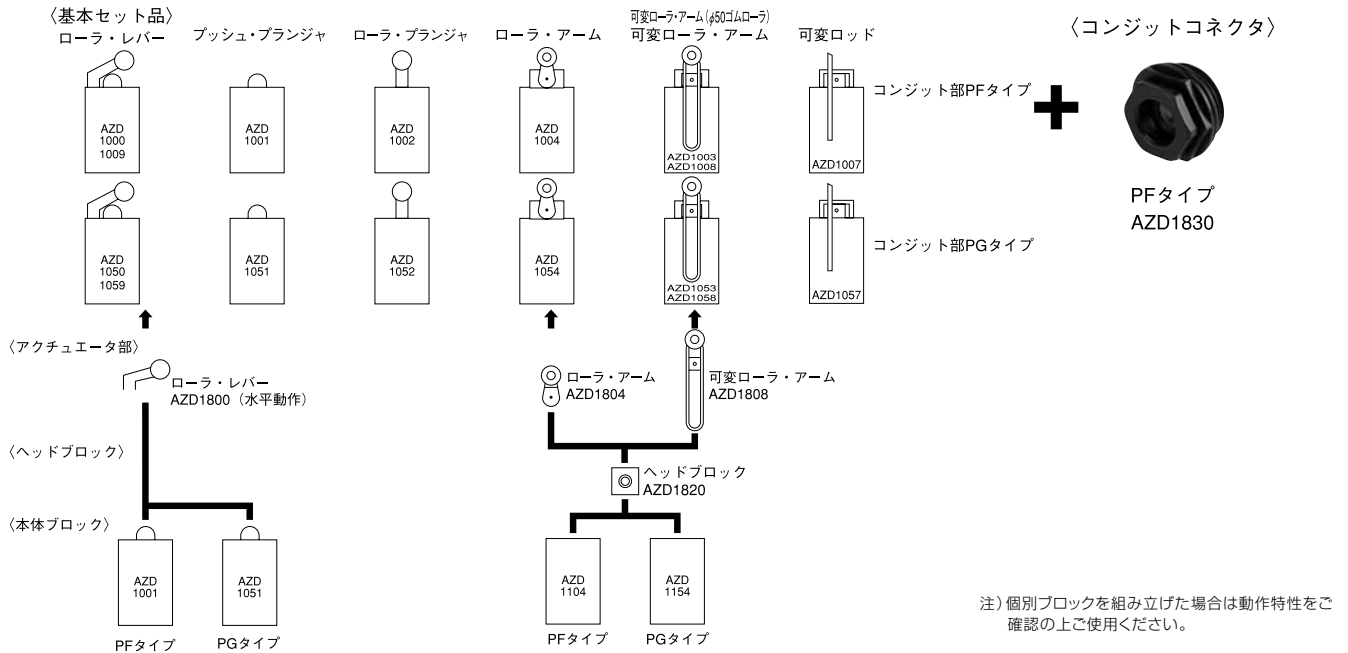 〈基本セット品〉
ローラ・レバー
プッシュ・プランジャ
ローラ・プランジャ
ローラ・アーム
可変ローラ・アーム(φ50ゴムローラ)
可変ローラ・アーム
可変ロッド
〈コンジットコネクタ〉
AZD
1000
1009
AZD
1001
AZD
1002
AZD
1004
AZD1003
AZD1008
AZD1007
コンジット部PFタイプ
PFタイプ
AZD1830
AZD
1050
1059
AZD
1051
AZD
1052
AZD
1054
AZD1053
AZD1058
AZD1057
コンジット部PGタイプ
〈アクチュエータ部〉
ローラ・レバー
AZD1800（水平動作）
ローラ・アーム
AZD1804
可変ローラ・アーム
AZD1808
〈ヘッドブロック〉
ヘッドブロック
AZD1820
〈本体ブロック〉
AZD
1001
AZD
1051
AZD
1104
AZD
1154
PFタイプ
PGタイプ
PFタイプ
PGタイプ
注）個別ブロックを組み立げた場合は動作特性をご
確認の上ご使用ください。